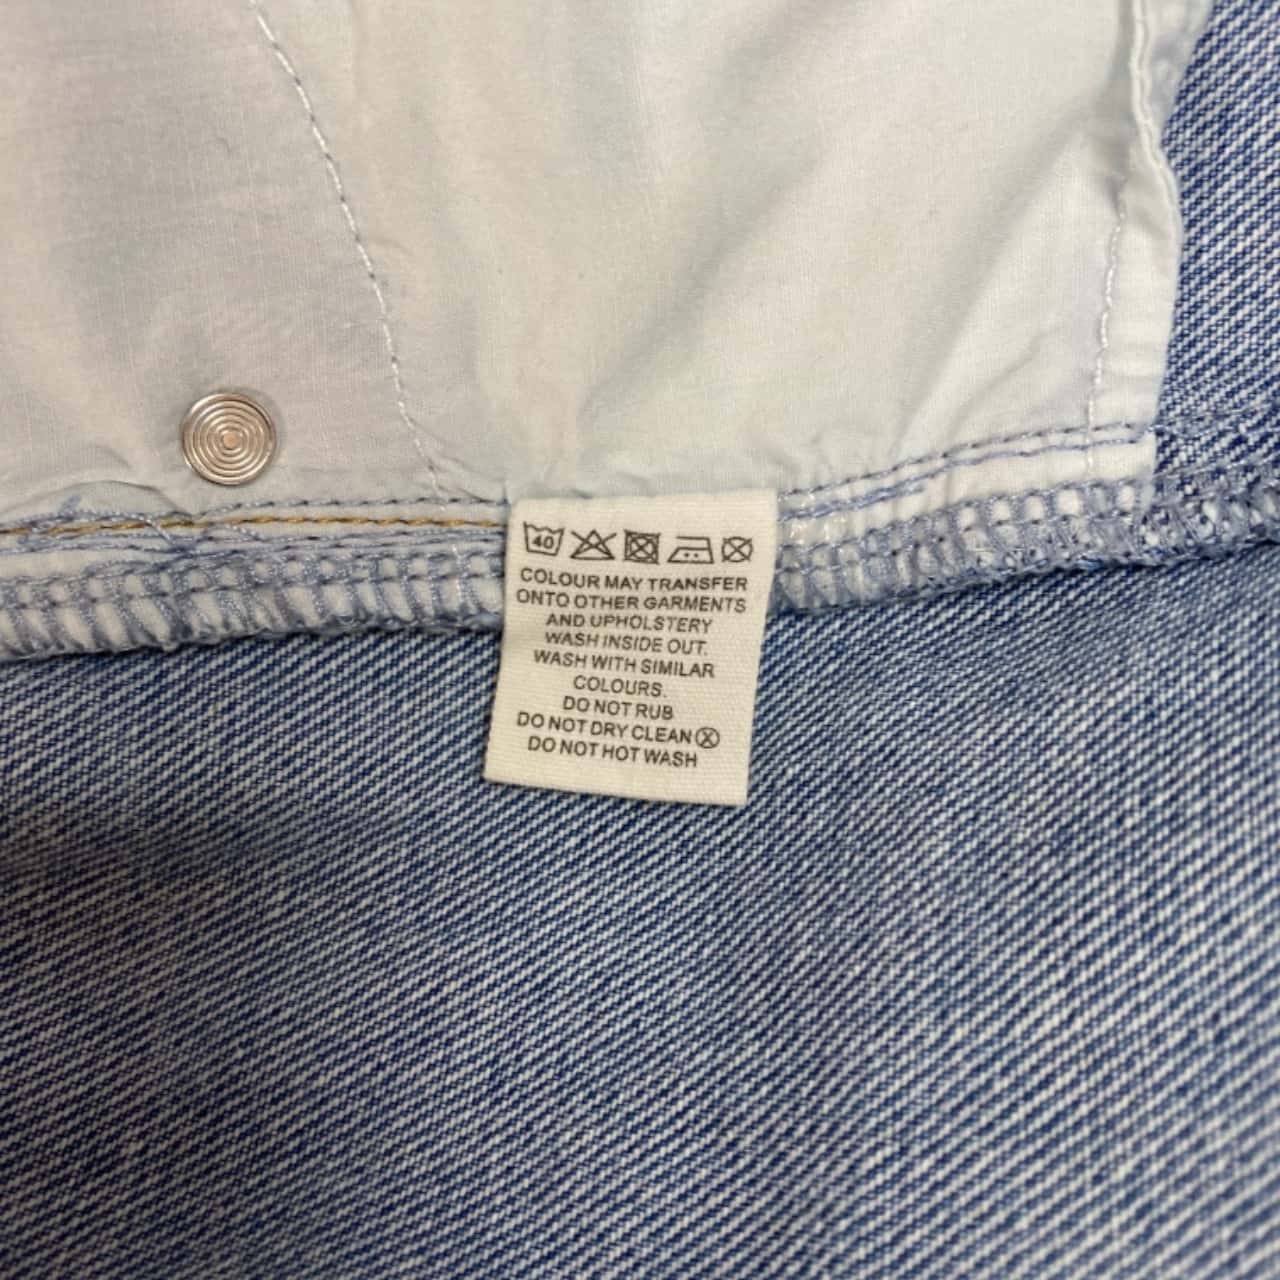 40
COLOUR MAY TRANSFER
ONTO OTHER GARMENTS
AND UPHOLSTERY
WASH INSIDE OUT.
WASH WITH SIMILAR
COLOURS.
DO NOT RUB
DO NOT DRY CLEAN
DO NOT HOT WASH